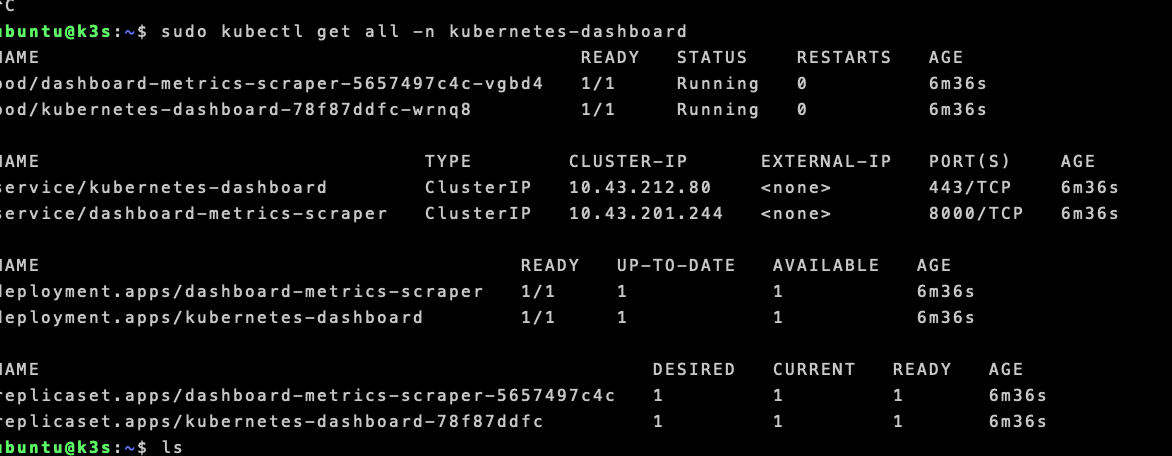 ^C
ubuntu@k3s:~$ sudo kubectl get all -n kubernetes-dashboard
NAME READY STATUS RESTARTS AGE
pod/dashboard-metrics-scraper-5657497c4c-vgbd4 1/1 Running 0 6m36s
pod/kubernetes-dashboard-78f87ddfc-wrnq8 1/1 Running 0 6m36s
NAME TYPE CLUSTER-IP EXTERNAL-IP PORT(S) AGE
service/kubernetes-dashboard ClusterIP 10.43.212.80 <none> 443/TCP 6m36s
service/dashboard-metrics-scraper ClusterIP 10.43.201.244 <none> 8000/TCP 6m36s
NAME READY UP-TO-DATE AVAILABLE AGE
deployment.apps/dashboard-metrics-scraper 1/1 1 1 6m36s
deployment.apps/kubernetes-dashboard 1/1 1 1 6m36s
NAME DESIRED CURRENT READY AGE
replicaset.apps/dashboard-metrics-scraper-5657497c4c 1 1 1 6m36s
replicaset.apps/kubernetes-dashboard-78f87ddfc 1 1 1 6m36s
ubuntu@k3s:~$ ls